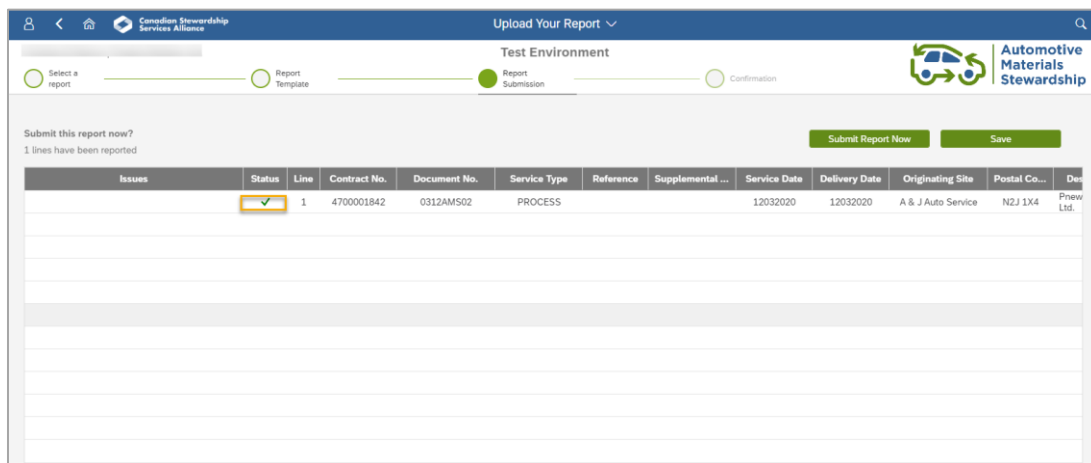 Canadian Stewardship
Services Alliance
Upload Your Report
Test Environment
Automotive
Materials
Stewardship
Select a
report
Report
Template
Report
Submission
Confirmation
Submit this report now?
1 lines have been reported
Submit Report Now
Save
Issues Status Line Contract No. Document No. Service Type Reference Supplemental ... Service Date Delivery Date Originating Site Postal Co... Des
1 4700001842 0312AMS02 PROCESS 12032020 12032020 A & J Auto Service N2J 1X4 Pnew
Ltd.